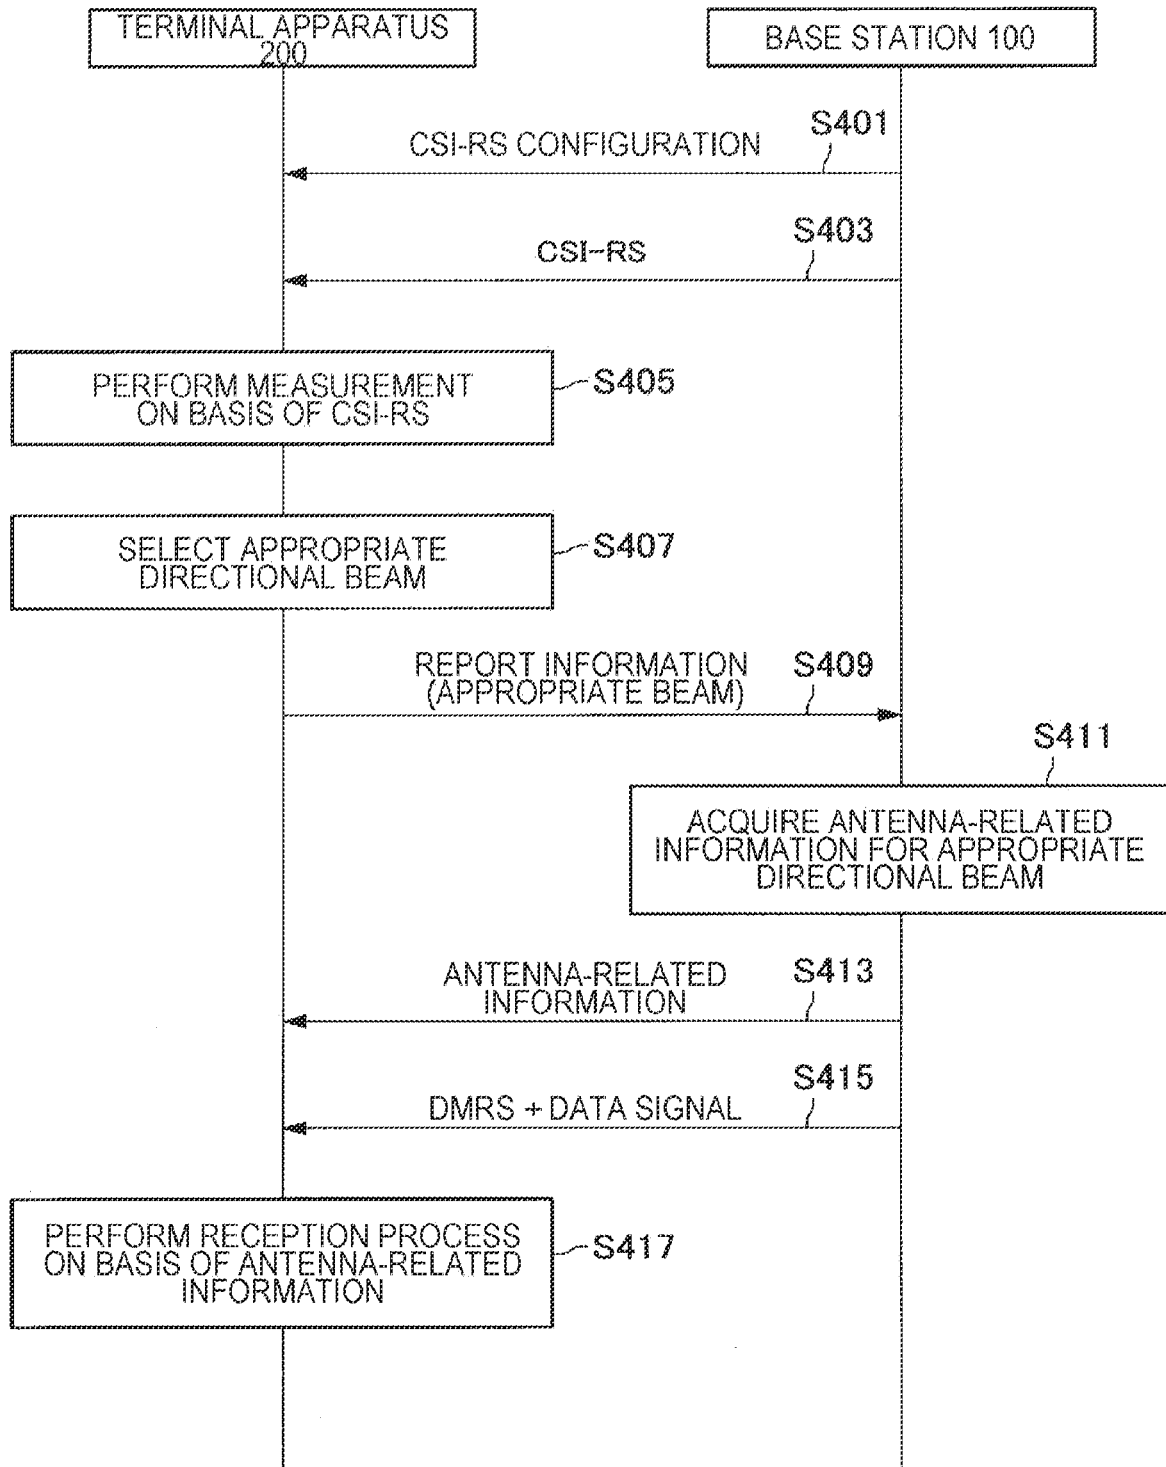 TERMINAL APPARATUS
200
BASE STATION 100
S401
CSI-RS CONFIGURATION
S403
CSI-RS
PERFORM MEASUREMENT
ON BASIS OF CSI-RS
S405
SELECT APPROPRIATE
DIRECTIONAL BEAM
S407
REPORT INFORMATION
(APPROPRIATE BEAM)
S409
S411
ACQUIRE ANTENNA-RELATED
INFORMATION FOR APPROPRIATE
DIRECTIONAL BEAM
ANTENNA-RELATED
INFORMATION
S413
S415
DMRS + DATA SIGNAL
PERFORM RECEPTION PROCESS
ON BASIS OF ANTENNA-RELATED
INFORMATION
S417